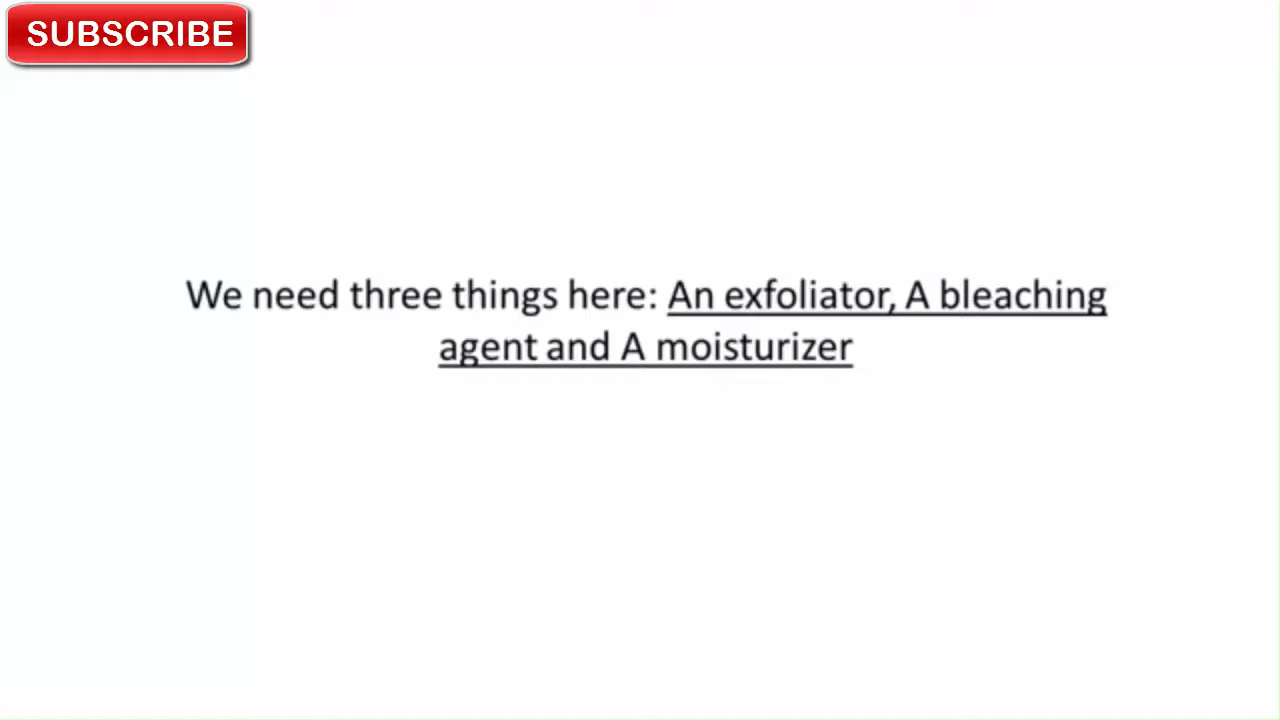 SUBSCRIBE
We need three things here: An exfoliator, A bleaching
agent and A moisturizer